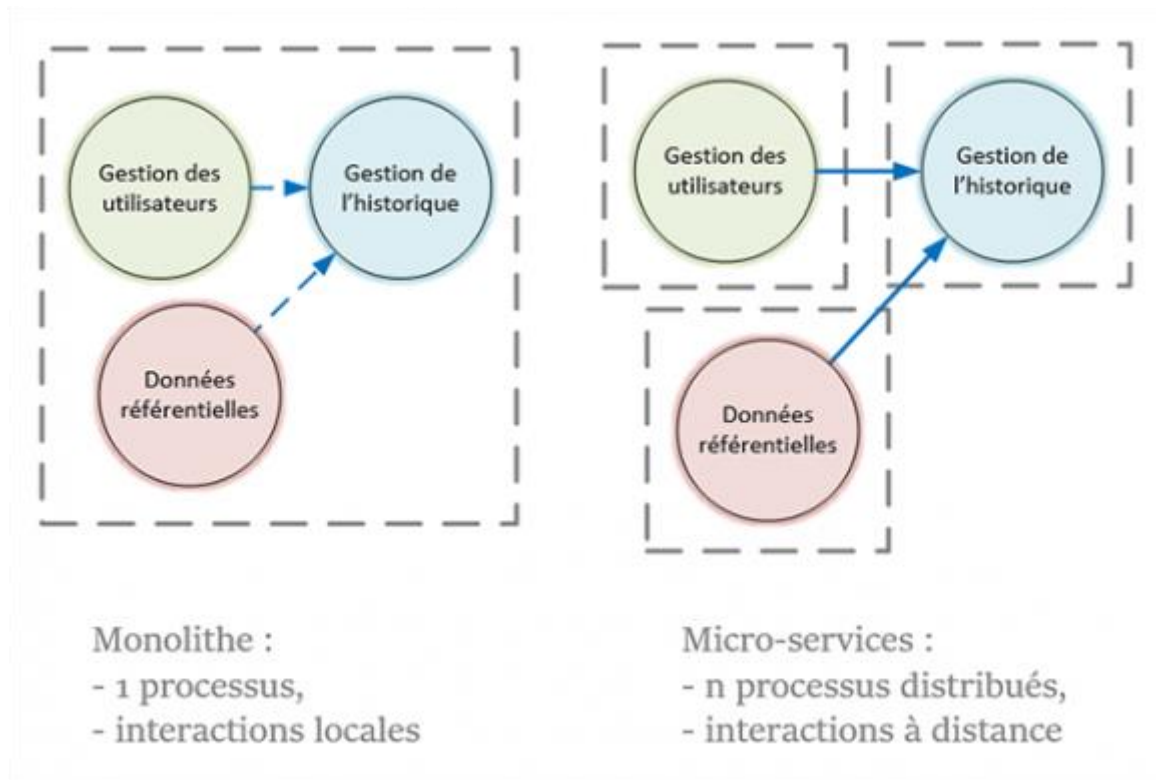 Gestion des
utilisateurs
Gestion de
l'historique
Données
référentielles
Monolithe :
- 1 processus,
- interactions locales
Gestion des
utilisateurs
Gestion de
l'historique
Données
référentielles
Micro-services :
- n processus distribués,
- interactions à distance